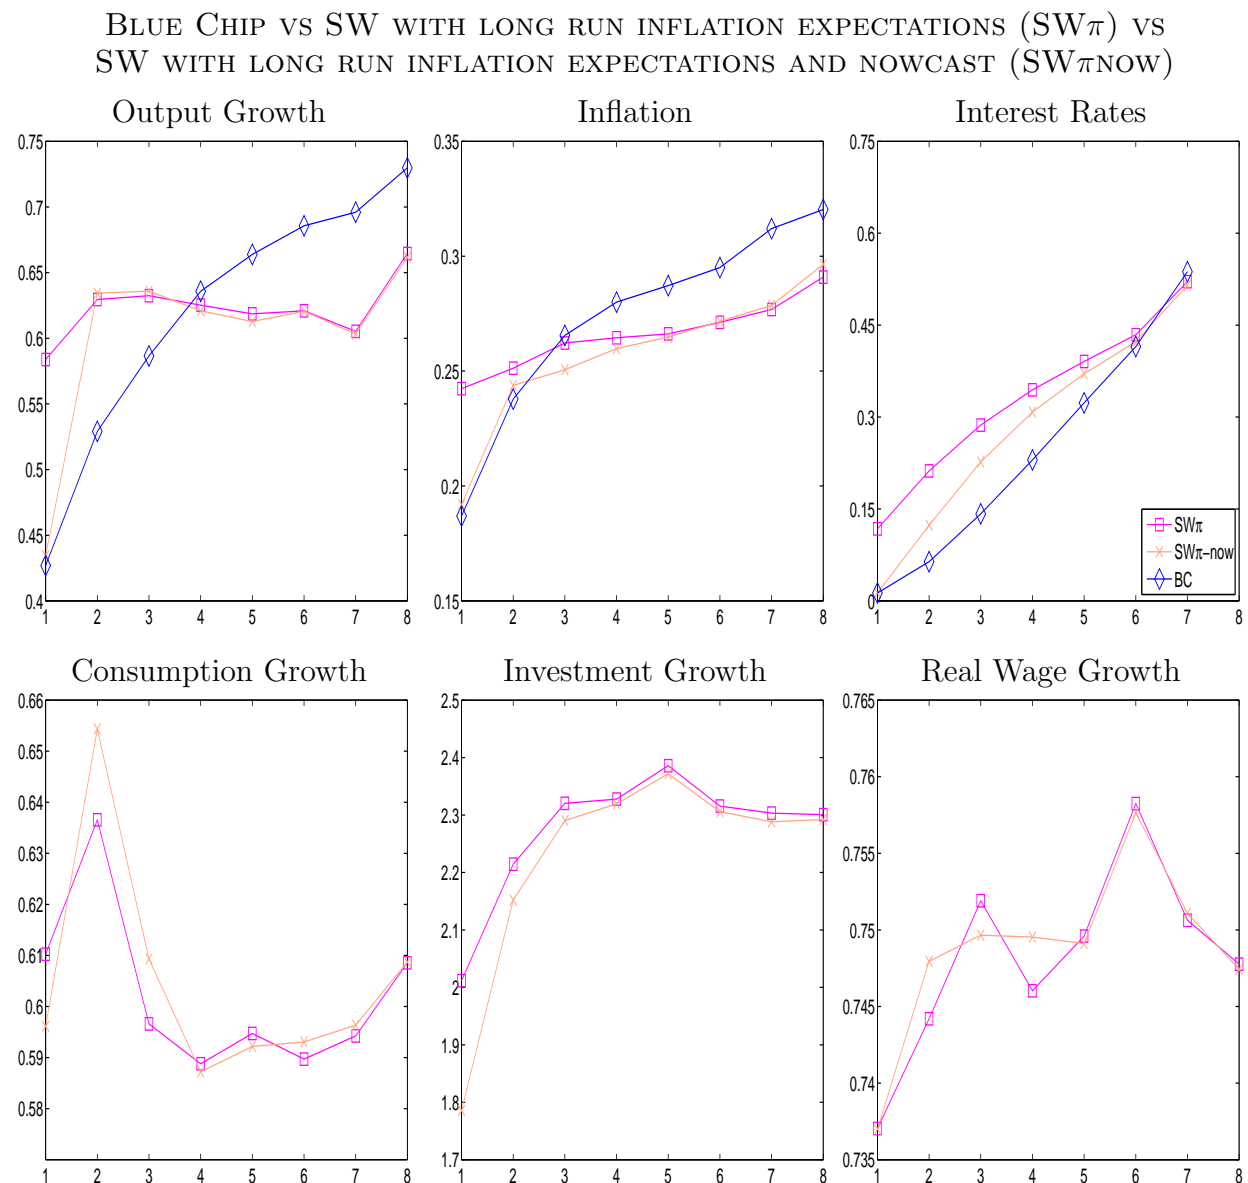 BLUE CHIP VS SW WITH LONG RUN INFLATION EXPECTATIONS (SWπ) VS
SW WITH LONG RUN INFLATION EXPECTATIONS AND NOWCAST (SWπNOW)
Output Growth
0.75
0.7
0.65
0.6
0.55
0.5
0.45
0.4
1 2 3 4 5 6 7 8
Inflation
0.35
0.3
0.25
0.2
0.15
1 2 3 4 5 6 7 8
Interest Rates
0.75
0.6
0.45
0.3
0.15
0
1 2 3 4 5 6 7 8
SWπ
SWπ−now
BC
Consumption Growth
0.66
0.65
0.64
0.63
0.62
0.61
0.6
0.59
0.58
1 2 3 4 5 6 7 8
Investment Growth
2.5
2.4
2.3
2.2
2.1
2
1.9
1.8
1.7
1 2 3 4 5 6 7 8
Real Wage Growth
0.765
0.76
0.755
0.75
0.745
0.74
0.735
1 2 3 4 5 6 7 8